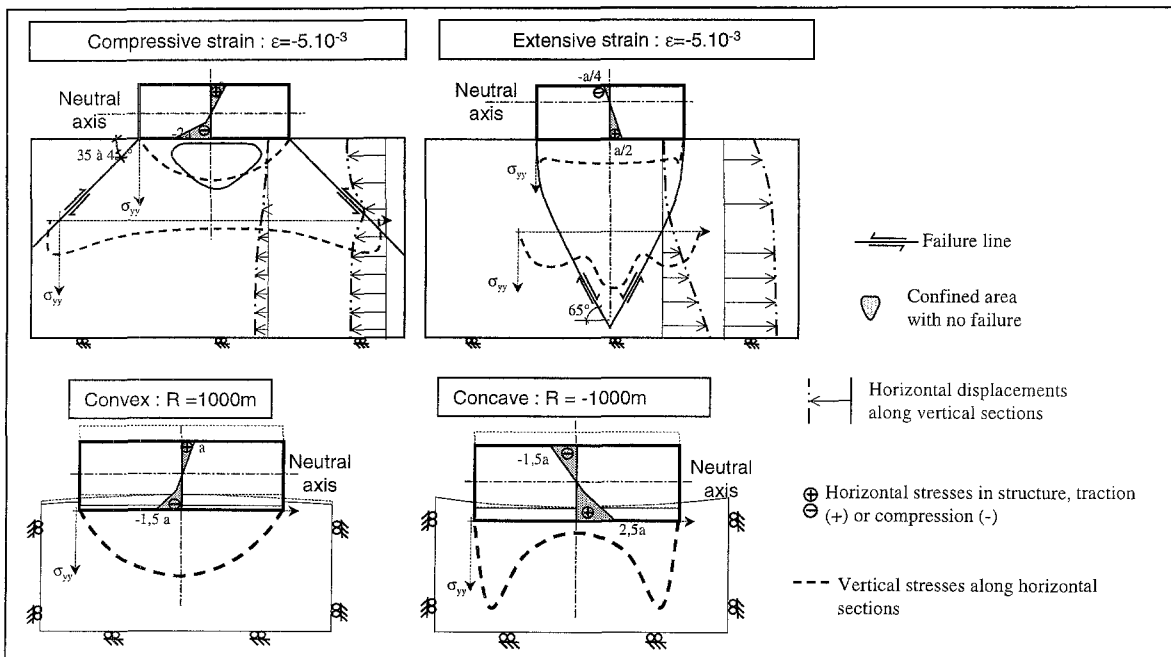 Compressive strain : ε=-5.10-3
Extensive strain : ε=-5.10-3
Neutral
axis
-2
35 à 45°
σyy
σyy
Neutral
axis
-a/4
a/2
σyy
σyy
65°
Failure line
Confined area
with no failure
Horizontal displacements
along vertical sections
Horizontal stresses in structure, traction
(+) or compression (-)
Vertical stresses along horizontal
sections
Convex : R =1000m
a
Neutral
axis
-1,5 a
σyy
Concave : R = -1000m
-1,5a
Neutral
axis
2,5a
σyy